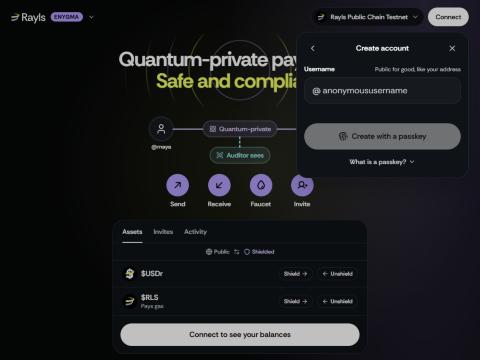 Rayls ENYGMA
Rayls Public Chain Testnet
Connect
Create account
Username
Public for good, like your address
@ anonymoususername
Create with a passkey
What is a passkey?
Quantum-private pay
Safe and complia
@maya
Quantum-private
Auditor sees
Send
Receive
Faucet
Invite
Assets
Invites
Activity
Public
Shielded
$USDr
Shield →
← Unshield
$RLS
Pays gas
Shield →
← Unshield
Connect to see your balances